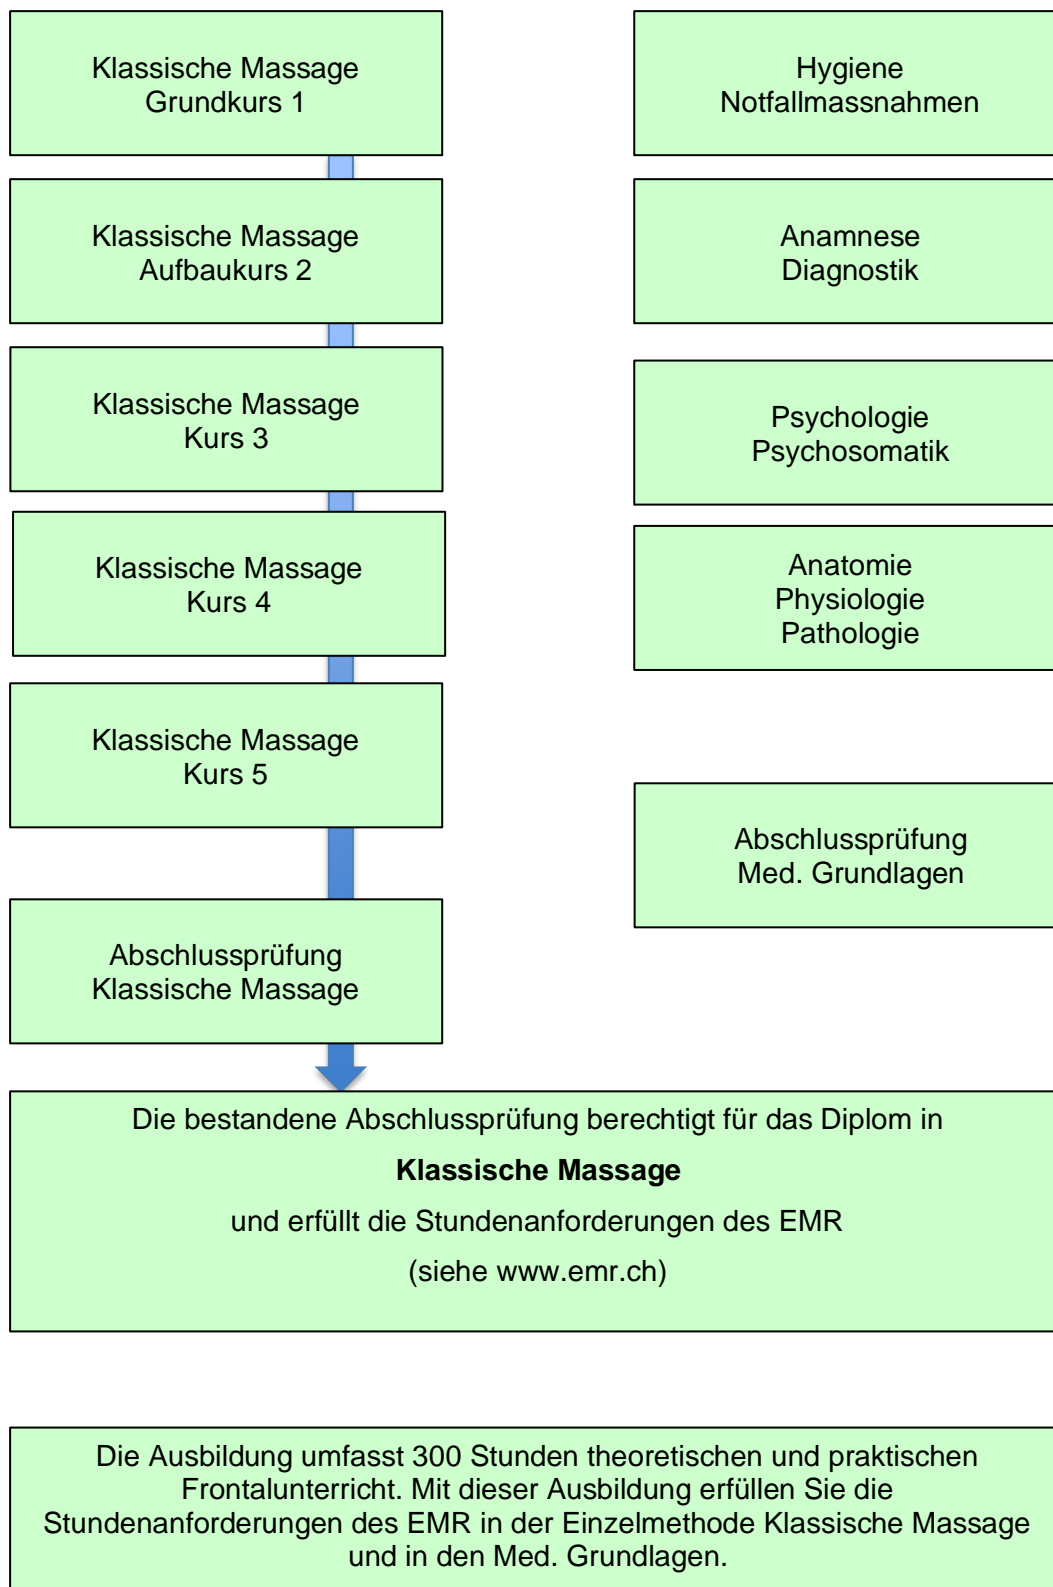 Klassische Massage
Grundkurs 1
Hygiene
Notfallmassnahmen
Klassische Massage
Aufbaukurs 2
Anamnese
Diagnostik
Klassische Massage
Kurs 3
Psychologie
Psychosomatik
Klassische Massage
Kurs 4
Anatomie
Physiologie
Pathologie
Klassische Massage
Kurs 5
Abschlussprüfung
Med. Grundlagen
Abschlussprüfung
Klassische Massage
Die bestandene Abschlussprüfung berechtigt für das Diplom in
Klassische Massage
und erfüllt die Stundenanforderungen des EMR
(siehe www.emr.ch)
Die Ausbildung umfasst 300 Stunden theoretischen und praktischen
Frontalunterricht. Mit dieser Ausbildung erfüllen Sie die
Stundenanforderungen des EMR in der Einzelmethode Klassische Massage
und in den Med. Grundlagen.